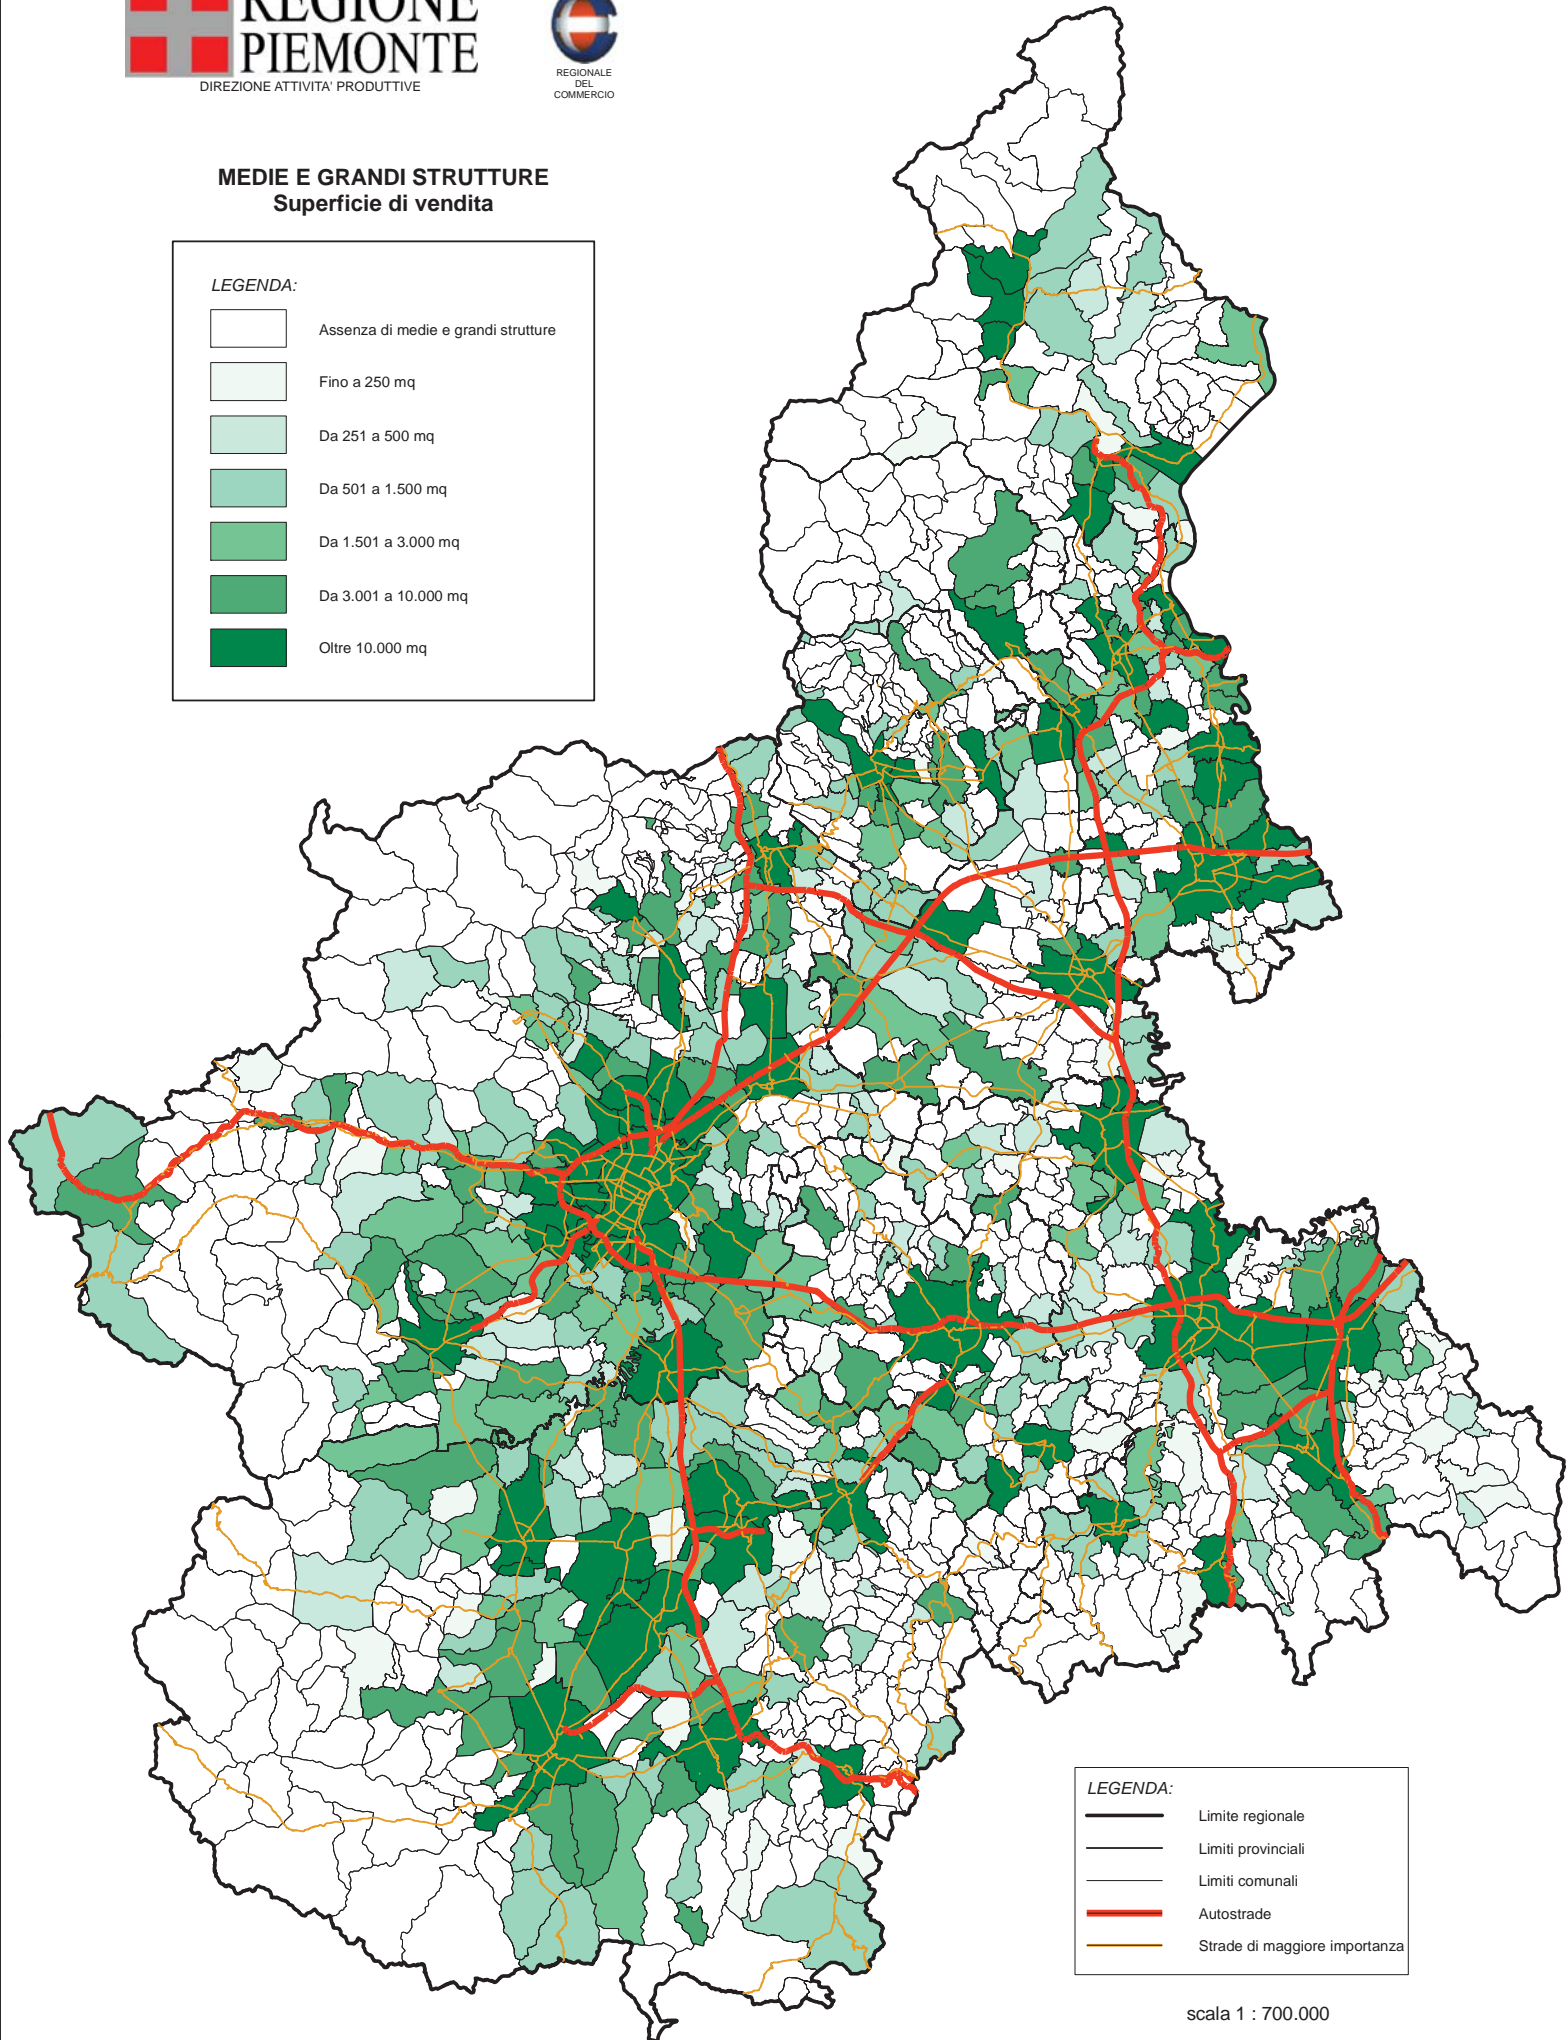 REGIONE
PIEMONTE
DIREZIONE ATTIVITA' PRODUTTIVE
REGIONALE
DEL
COMMERCIO
MEDIE E GRANDI STRUTTURE
Superficie di vendita
LEGENDA:
Assenza di medie e grandi strutture
Fino a 250 mq
Da 251 a 500 mq
Da 501 a 1.500 mq
Da 1.501 a 3.000 mq
Da 3.001 a 10.000 mq
Oltre 10.000 mq
LEGENDA:
Limite regionale
Limiti provinciali
Limiti comunali
Autostrade
Strade di maggiore importanza
scala 1 : 700.000